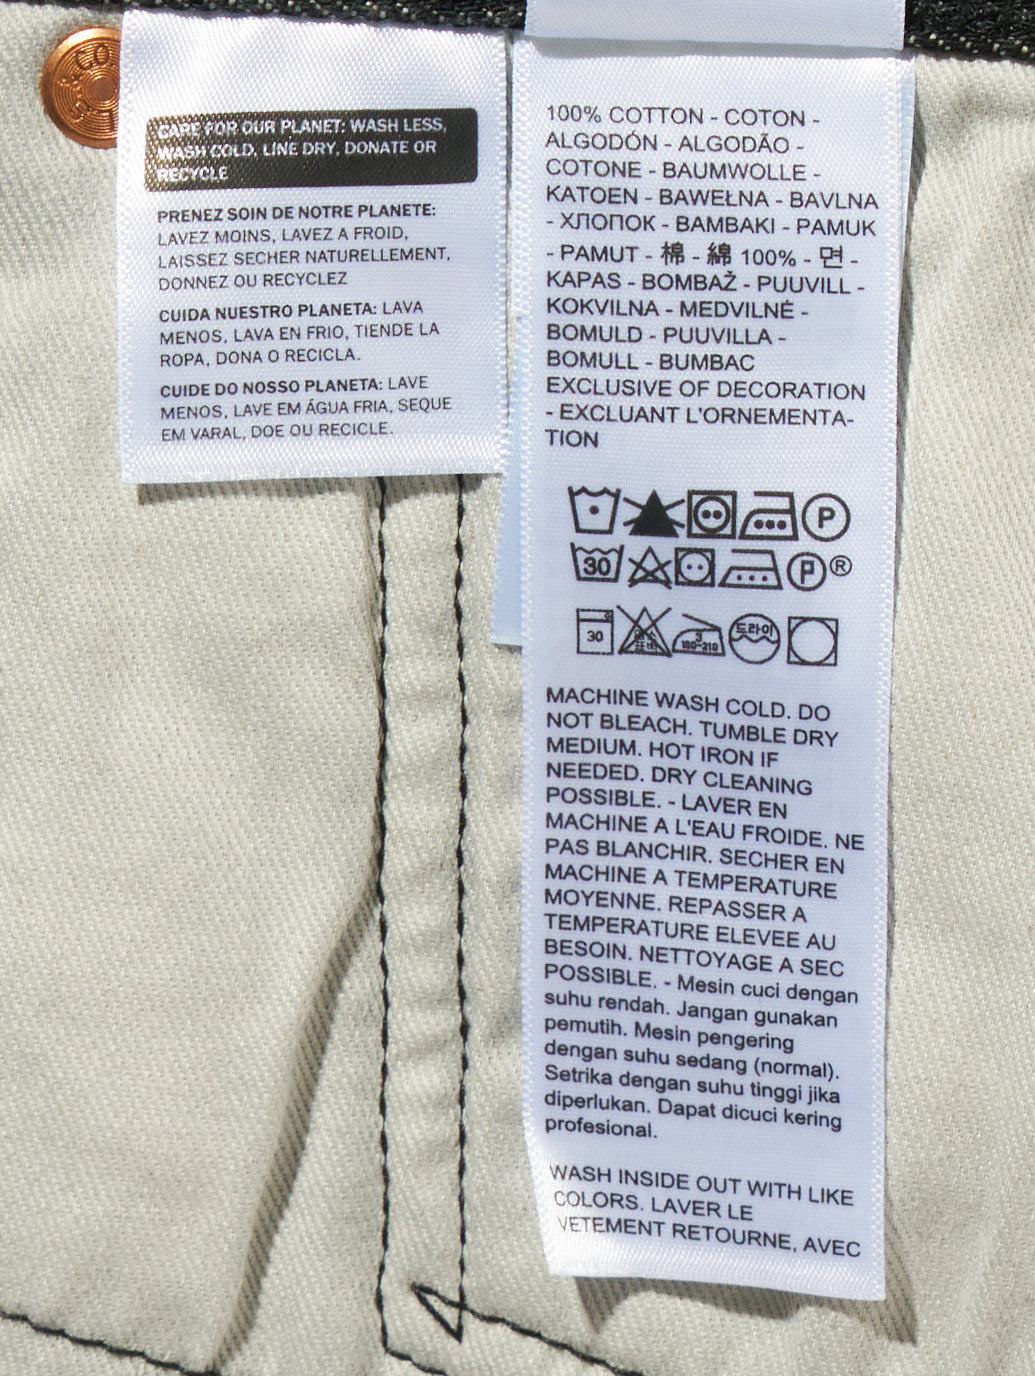 & CO
CARE FOR OUR PLANET: WASH LESS,
WASH COLD, LINE DRY, DONATE OR
RECYCLE
PRENEZ SOIN DE NOTRE PLANETE:
LAVEZ MOINS, LAVEZ A FROID,
LAISSEZ SECHER NATURELLEMENT,
DONNEZ OU RECYCLEZ
CUIDA NUESTRO PLANETA: LAVA
MENOS, LAVA EN FRIO, TIENDE LA
ROPA, DONA O RECICLA.
CUIDE DO NOSSO PLANETA: LAVE
MENOS, LAVE EM ÁGUA FRIA, SEQUE
EM VARAL, DOE OU RECICLE.
100% COTTON - COTON -
ALGODÓN - ALGODÃO -
COTONE - BAUMWOLLE -
KATOEN - BAWEŁNA - BAVLNA
- ХЛОПОК - BAMBAKI - PAMUK
- PAMUT - 棉 - 綿 100% - 면 -
KAPAS - BOMBAŽ - PUUVILL -
KOKVILNA - MEDVILNĖ -
BOMULD - PUUVILLA -
BOMULL - BUMBAC
EXCLUSIVE OF DECORATION
- EXCLUANT L'ORNEMENTA-
TION
P
30 P ®
30 3 180-210 드라이
MACHINE WASH COLD. DO
NOT BLEACH. TUMBLE DRY
MEDIUM. HOT IRON IF
NEEDED. DRY CLEANING
POSSIBLE. - LAVER EN
MACHINE A L'EAU FROIDE. NE
PAS BLANCHIR. SECHER EN
MACHINE A TEMPERATURE
MOYENNE. REPASSER A
TEMPERATURE ELEVEE AU
BESOIN. NETTOYAGE A SEC
POSSIBLE. - Mesin cuci dengan
suhu rendah. Jangan gunakan
pemutih. Mesin pengering
dengan suhu sedang (normal).
Setrika dengan suhu tinggi jika
diperlukan. Dapat dicuci kering
profesional.
WASH INSIDE OUT WITH LIKE
COLORS. LAVER LE
VETEMENT RETOURNE, AVEC